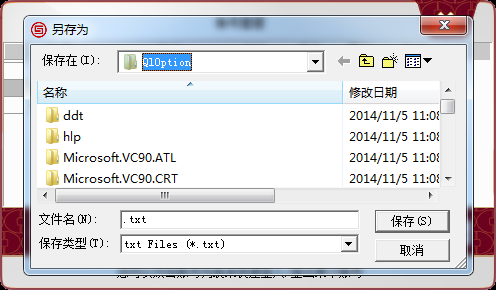 另存为
保存在(I):
QlOption
名称
修改日期
ddt
2014/11/5 11:08
hlp
2014/11/5 11:08
Microsoft.VC90.ATL
2014/11/5 11:08
Microsoft.VC90.CRT
2014/11/5 11:08
文件名(N):
.txt
保存(S)
保存类型(T):
txt Files (*.txt)
取消